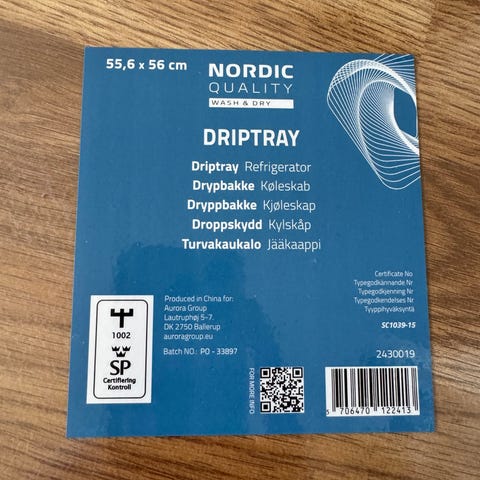 55,6 x 56 cm
NORDIC
QUALITY
WASH & DRY
DRIPTRAY
Driptray Refrigerator
Drypbakke Køleskab
Dryppbakke Kjøleskap
Droppskydd Kylskåp
Turvakaukalo Jääkaappi
Certificate No
Typegodkännande Nr
Typegodkjenning Nr
Typegodkendelses Nr
Tyyppihyväksyntä
SC1039-15
1002
SP
Certifiering
Kontroll
Produced in China for:
Aurora Group
Lautruphøj 5-7.
DK 2750 Ballerup
auroragroup.eu
Batch NO.: PO - 33897
FOR MORE INFO
2430019
5 706470 122413